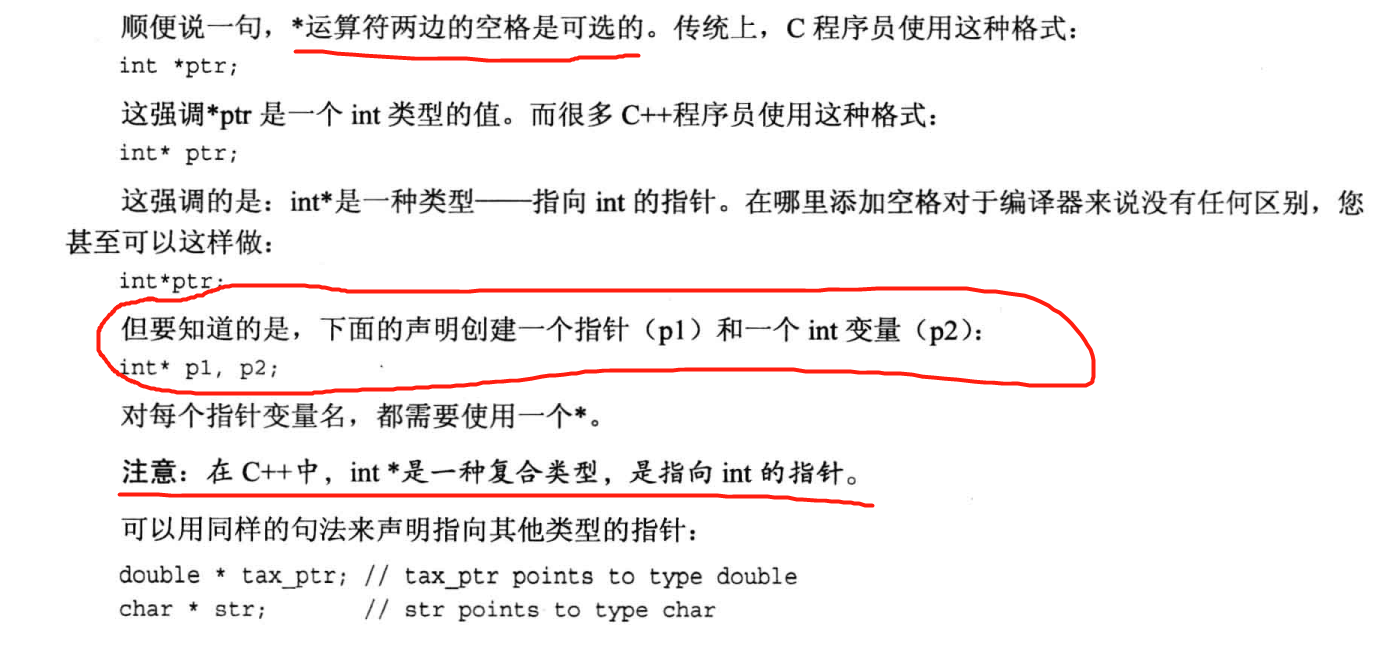 顺便说一句，*运算符两边的空格是可选的。传统上，C 程序员使用这种格式：
int *ptr;
这强调*ptr 是一个 int 类型的值。而很多 C++程序员使用这种格式：
int* ptr;
这强调的是：int*是一种类型——指向 int 的指针。在哪里添加空格对于编译器来说没有任何区别，您
甚至可以这样做：
int*ptr;
但要知道的是，下面的声明创建一个指针（p1）和一个 int 变量（p2）：
int* p1, p2;
对每个指针变量名，都需要使用一个*。
注意：在 C++中，int *是一种复合类型，是指向 int 的指针。
可以用同样的句法来声明指向其他类型的指针：
double * tax_ptr; // tax_ptr points to type double
char * str; // str points to type char